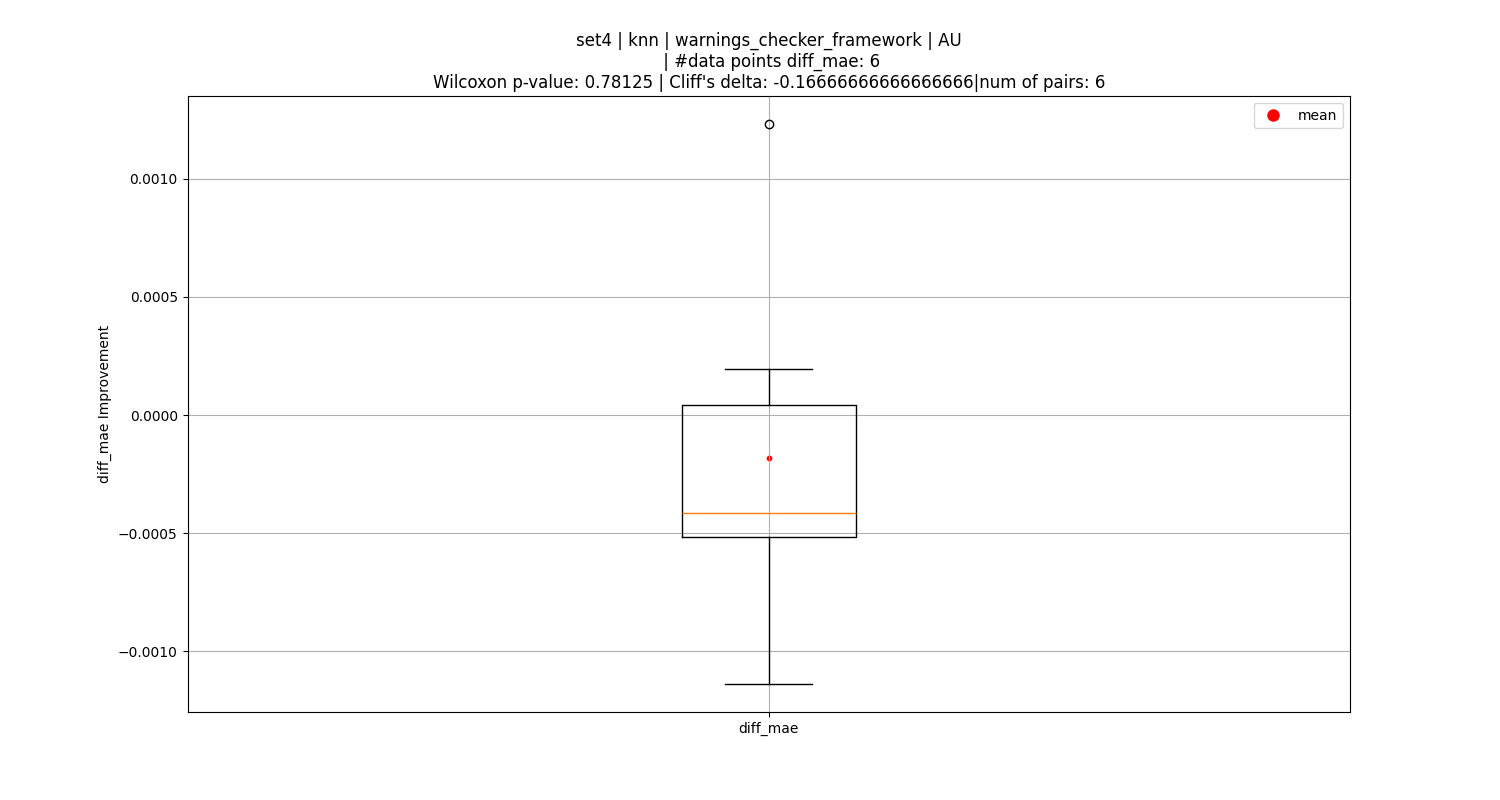 set4 | knn | warnings_checker_framework | AU
| #data points diff_mae: 6
Wilcoxon p-value: 0.78125 | Cliff's delta: -0.16666666666666666|num of pairs: 6
mean
0.0010
0.0005
0.0000
−0.0005
−0.0010
diff_mae Improvement
diff_mae